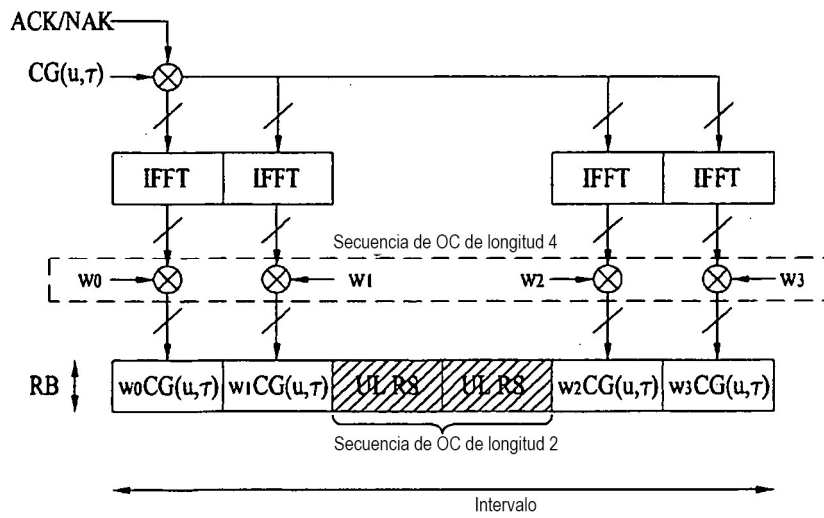 ACK/NAK
CG(u,τ)
IFFT IFFT IFFT IFFT
Secuencia de OC de longitud 4
w0 w1 w2 w3
RB w0CG(u,τ) w1CG(u,τ) UL RS UL RS w2CG(u,τ) w3CG(u,τ)
Secuencia de OC de longitud 2
Intervalo